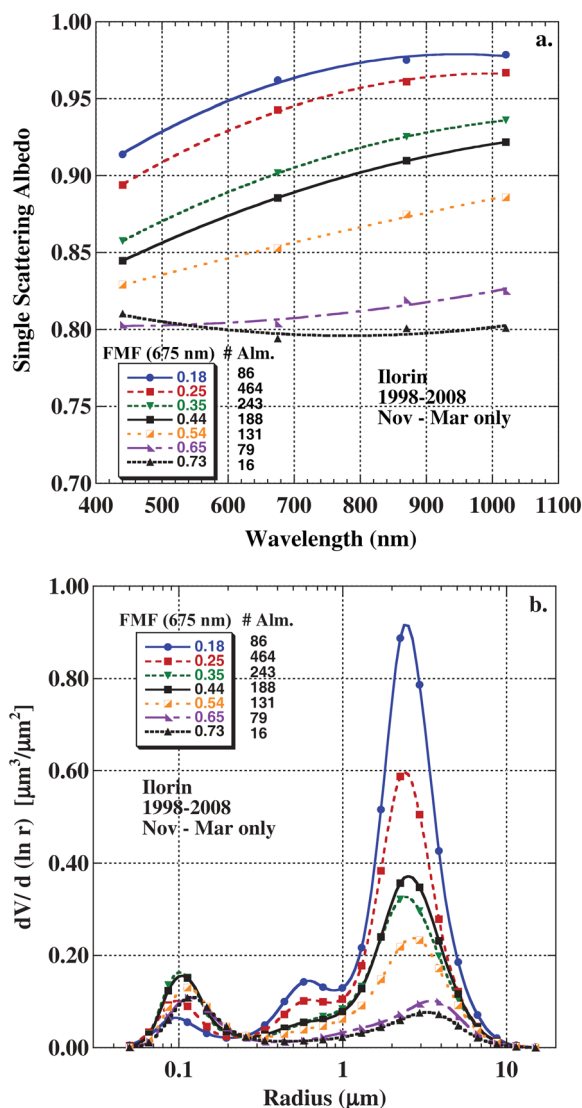 a.
1.00
0.95
0.90
0.85
0.80
0.75
0.70
Single Scattering Albedo
FMF (675 nm) # Alm.
0.18 86
0.25 464
0.35 243
0.44 188
0.54 131
0.65 79
0.73 16
Ilorin
1998-2008
Nov - Mar only
400 500 600 700 800 900 1000 1100
Wavelength (nm)
b.
1.00
0.80
0.60
0.40
0.20
0.00
dV/ d (ln r) [μm³/μm²]
FMF (675 nm) # Alm.
0.18 86
0.25 464
0.35 243
0.44 188
0.54 131
0.65 79
0.73 16
Ilorin
1998-2008
Nov - Mar only
0.1 1 10
Radius (μm)